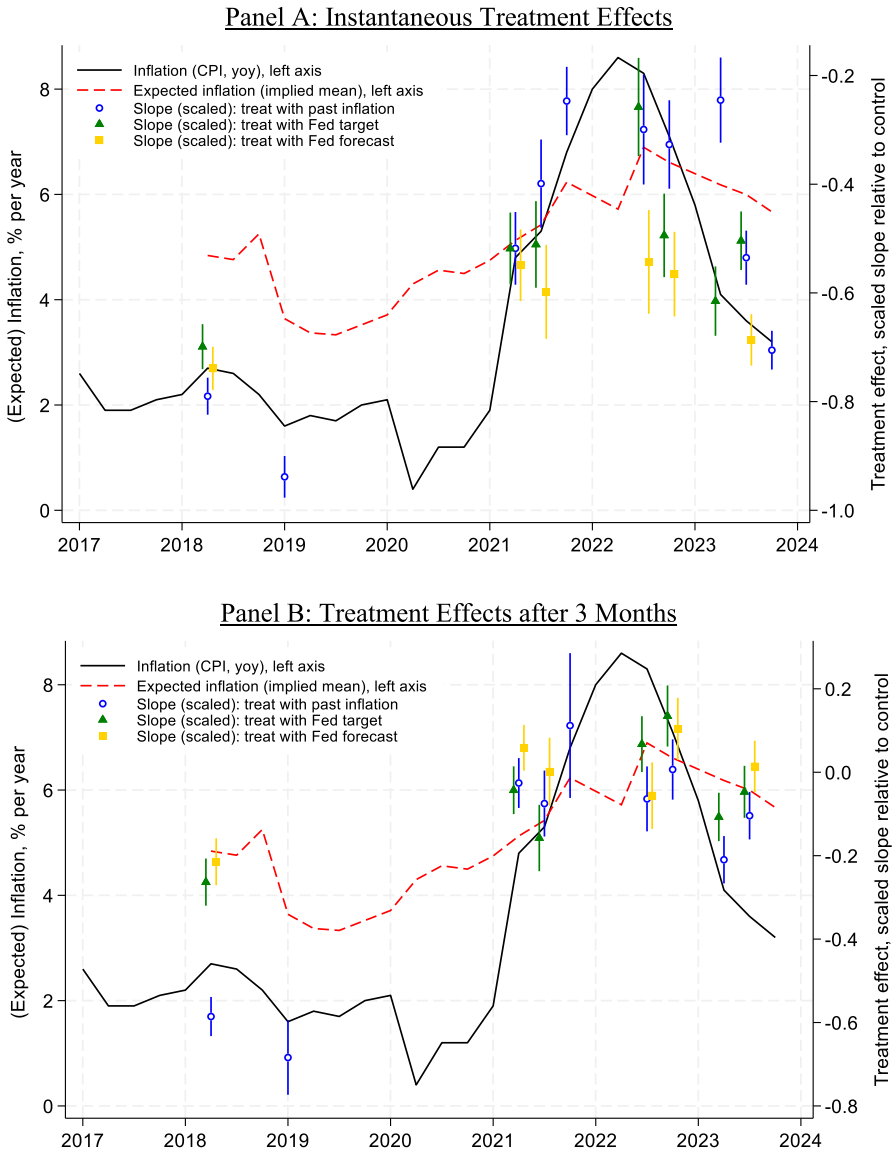 Panel A: Instantaneous Treatment Effects
Inflation (CPI, yoy), left axis
Expected inflation (implied mean), left axis
Slope (scaled): treat with past inflation
Slope (scaled): treat with Fed target
Slope (scaled): treat with Fed forecast
(Expected) Inflation, % per year
8
6
4
2
0
Treatment effect, scaled slope relative to control
-0.2
-0.4
-0.6
-0.8
-1.0
2017 2018 2019 2020 2021 2022 2023 2024
Panel B: Treatment Effects after 3 Months
Inflation (CPI, yoy), left axis
Expected inflation (implied mean), left axis
Slope (scaled): treat with past inflation
Slope (scaled): treat with Fed target
Slope (scaled): treat with Fed forecast
(Expected) Inflation, % per year
8
6
4
2
0
Treatment effect, scaled slope relative to control
0.2
0.0
-0.2
-0.4
-0.6
-0.8
2017 2018 2019 2020 2021 2022 2023 2024